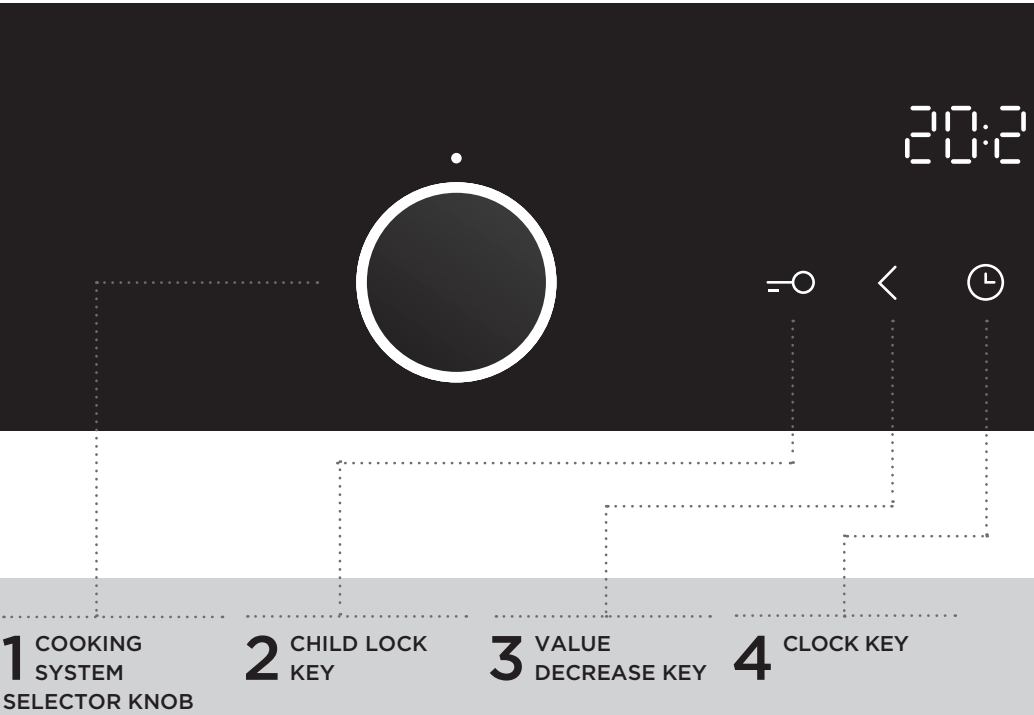 20:2
1 COOKING
SYSTEM
SELECTOR KNOB
2 CHILD LOCK
KEY
3 VALUE
DECREASE KEY
4 CLOCK KEY